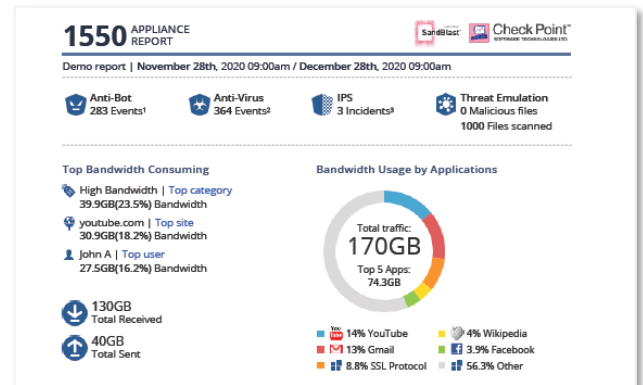 1550 APPLIANCE REPORT
SandBlast
Check Point
SOFTWARE TECHNOLOGIES LTD.
Demo report | November 28th, 2020 09:00am / December 28th, 2020 09:00am
Anti-Bot
283 Events¹
Anti-Virus
364 Events²
IPS
3 Incidents³
Threat Emulation
0 Malicious files
1000 Files scanned
Top Bandwidth Consuming
High Bandwidth | Top category
39.9GB(23.5%) Bandwidth
youtube.com | Top site
30.9GB(18.2%) Bandwidth
John A | Top user
27.5GB(16.2%) Bandwidth
130GB
Total Received
40GB
Total Sent
Bandwidth Usage by Applications
Total traffic:
170GB
Top 5 Apps:
74.3GB
You Tube 14% YouTube
13% Gmail
8.8% SSL Protocol
4% Wikipedia
3.9% Facebook
56.3% Other